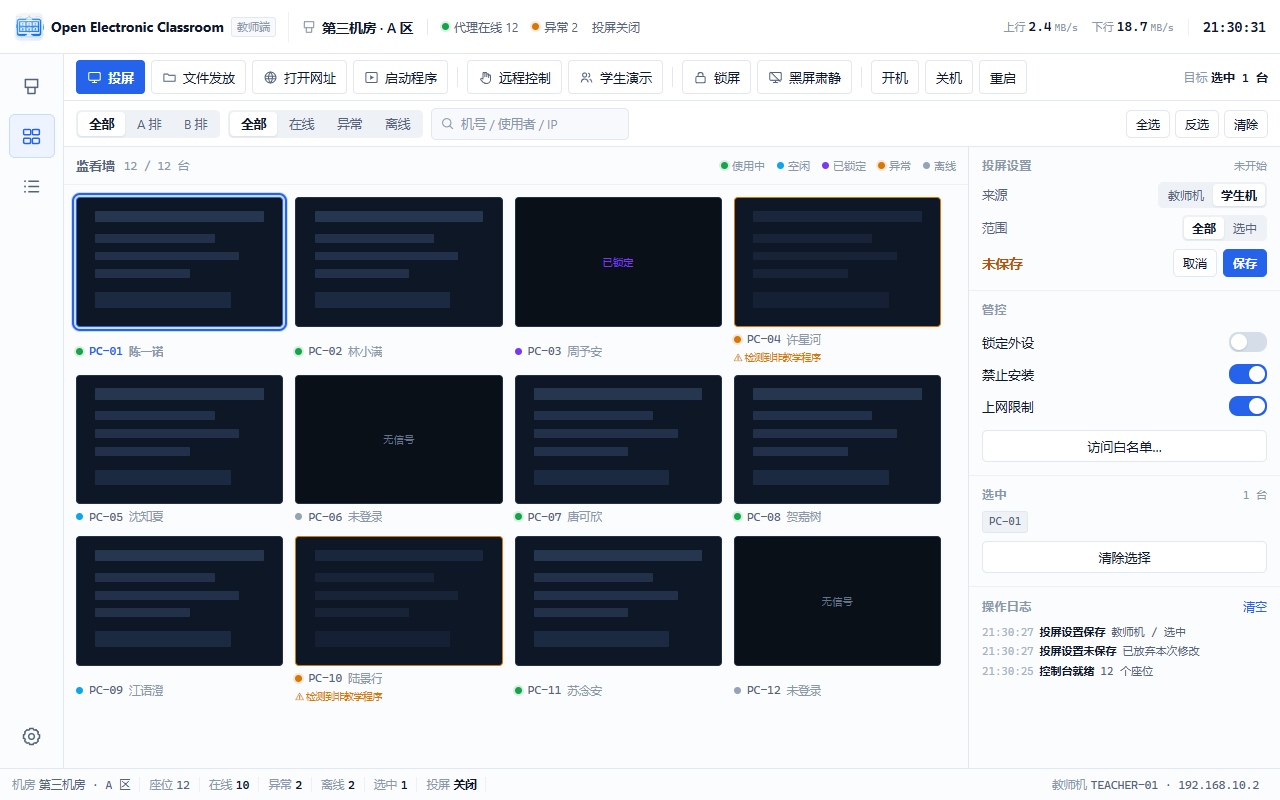 Open Electronic Classroom 教师端 第三机房 · A 区 代理在线 12 异常 2 投屏关闭 上行 2.4 MB/s 下行 18.7 MB/s 21:30:31
投屏 文件发放 打开网址 启动程序 远程控制 学生演示 锁屏 黑屏肃静 开机 关机 重启 目标 选中 1 台
全部 A 排 B 排 全部 在线 异常 离线 机号 / 使用者 / IP 全选 反选 清除
监看墙 12 / 12 台 使用中 空闲 已锁定 异常 离线
已锁定
PC-01 陈一诺
PC-02 林小满
PC-03 周予安
PC-04 许星河
⚠ 检测到非教学程序
无信号
PC-05 沈知夏
PC-06 未登录
PC-07 唐可欣
PC-08 贺嘉树
无信号
PC-09 江语澄
PC-10 陆景行
⚠ 检测到非教学程序
PC-11 苏念安
PC-12 未登录
投屏设置 未开始
来源 教师机 学生机
范围 全部 选中
未保存 取消 保存
管控
锁定外设
禁止安装
上网限制
访问白名单...
选中 1 台
PC-01
清除选择
操作日志 清空
21:30:27 投屏设置保存 教师机 / 选中
21:30:27 投屏设置未保存 已放弃本次修改
21:30:25 控制台就绪 12 个座位
机房 第三机房 · A 区 座位 12 在线 10 异常 2 离线 2 选中 1 投屏 关闭 教师机 TEACHER-01 · 192.168.10.2